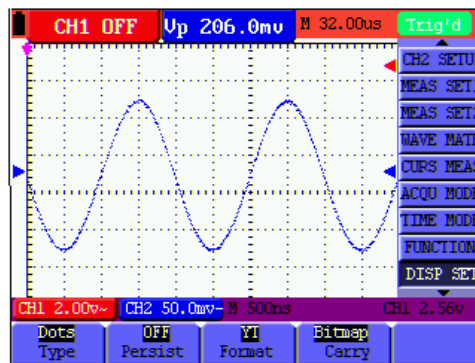 CH1 OFF Vp 206.0mv M 32.00us Trig'd
CH2 SETU
MEAS SET
MEAS SET
WAVE MATH
CURS MEAS
ACQU MODE
TIME MODE
FUNCTION
DISP SET
CH1 2.00v~ CH2 50.0mv- M 500ns CH1 2.56v
Dots OFF YT Bitmap
Type Persist Format Carry